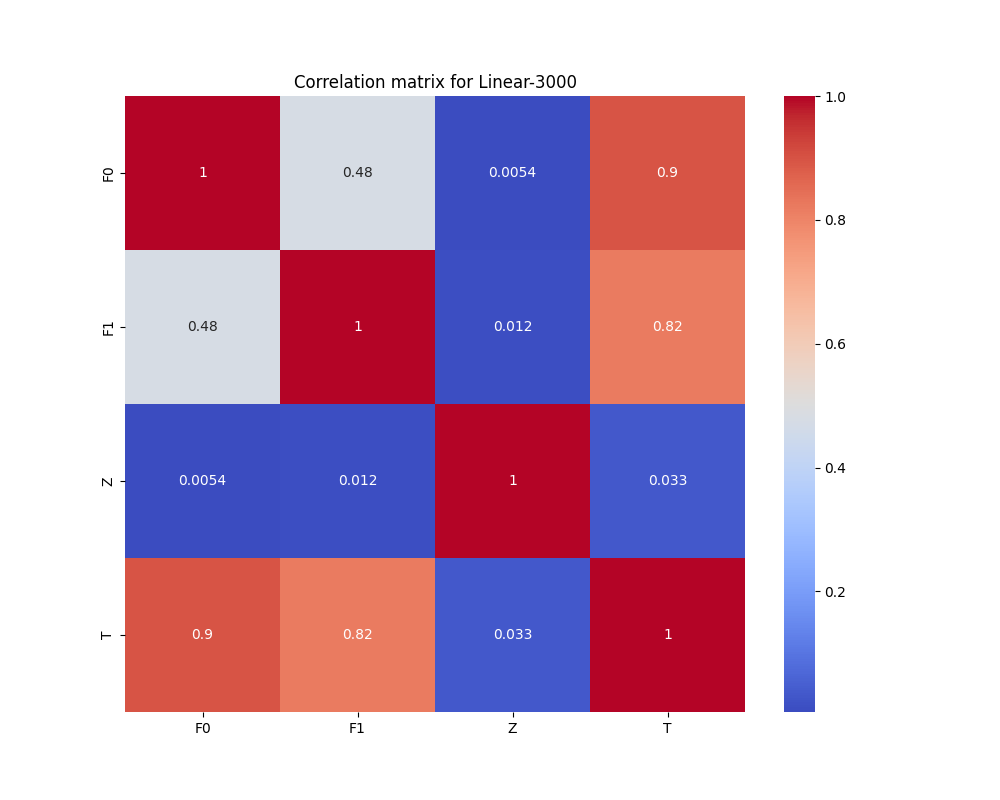 Correlation matrix for Linear-3000
F0 1 0.48 0.0054 0.9
F1 0.48 1 0.012 0.82
Z 0.0054 0.012 1 0.033
T 0.9 0.82 0.033 1
F0 F1 Z T
1.0
0.8
0.6
0.4
0.2